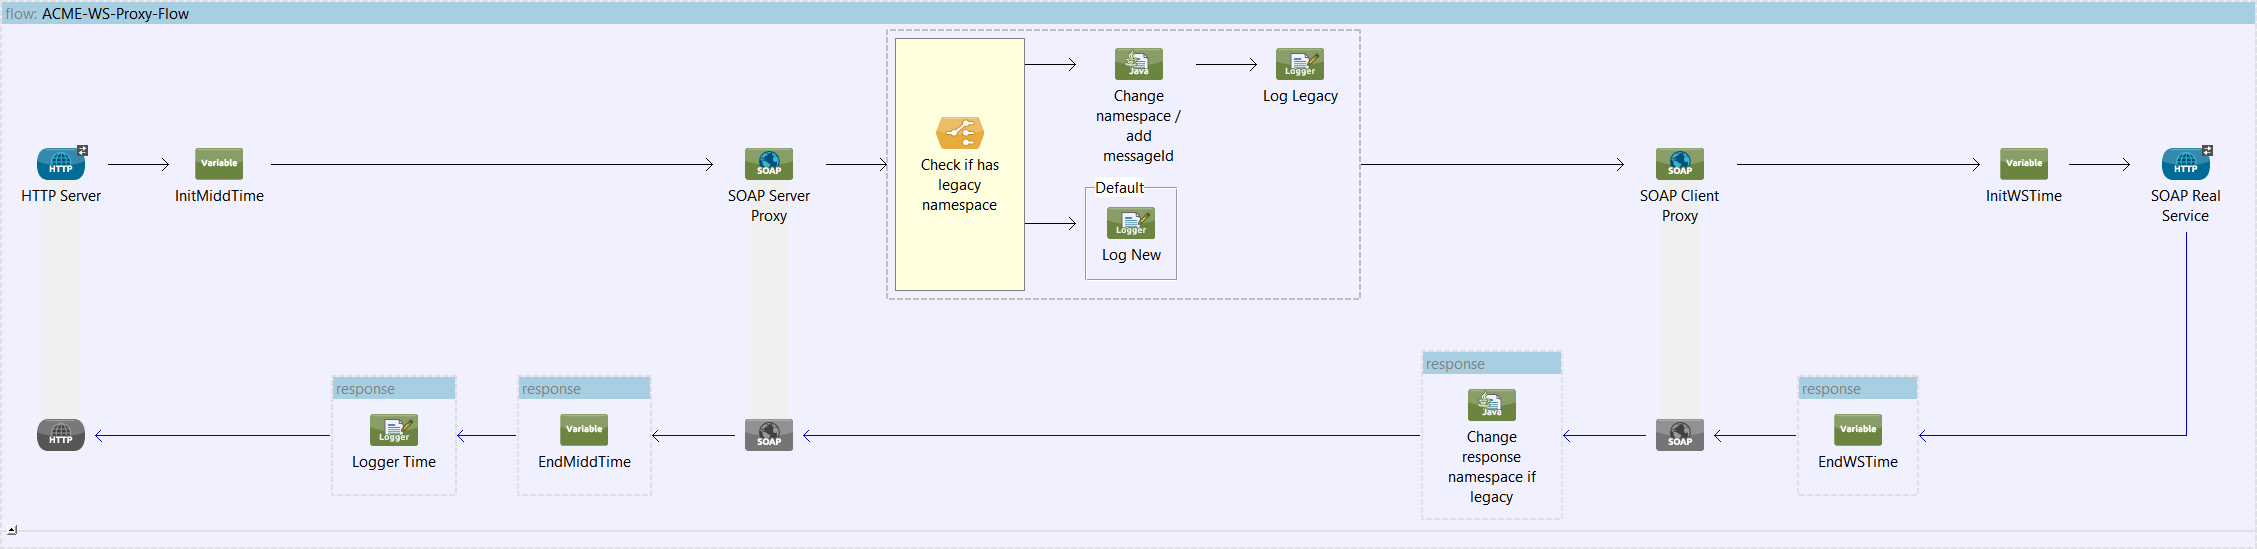 flow: ACME-WS-Proxy-Flow
HTTP
HTTP Server
Variable
InitMiddTime
SOAP
SOAP Server
Proxy
Check if has
legacy
namespace
Java
Change
namespace /
add
messageId
Logger
Log Legacy
Default
Logger
Log New
SOAP
SOAP Client
Proxy
Variable
InitWSTime
HTTP
SOAP Real
Service
HTTP
response
Logger
Logger Time
response
Variable
EndMiddTime
SOAP
response
Java
Change
response
namespace if
legacy
SOAP
response
Variable
EndWSTime